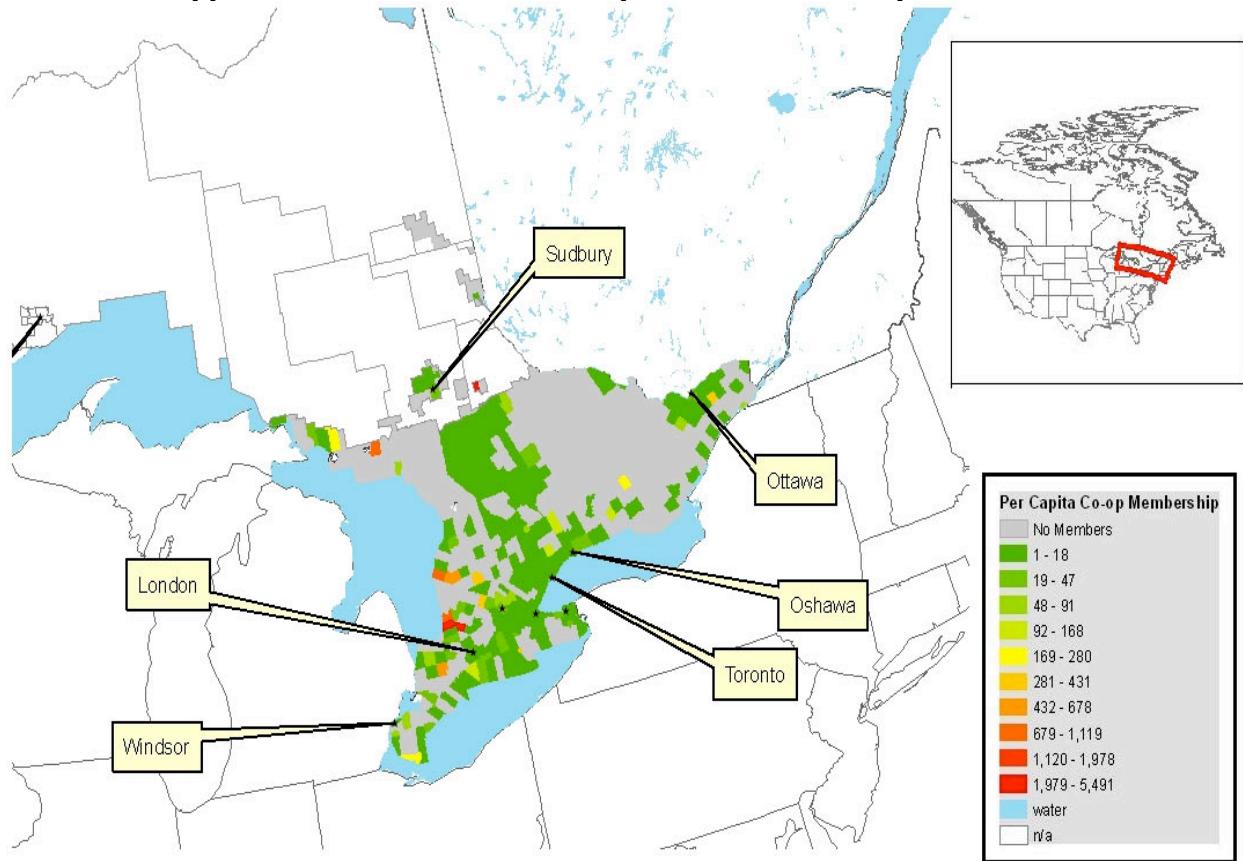 Sudbury
Ottawa
London
Oshawa
Toronto
Windsor
Per Capita Co-op Membership
No Members
1 - 18
19 - 47
48 - 91
92 - 168
169 - 280
281 - 431
432 - 678
679 - 1,119
1,120 - 1,978
1,979 - 5,491
water
n/a